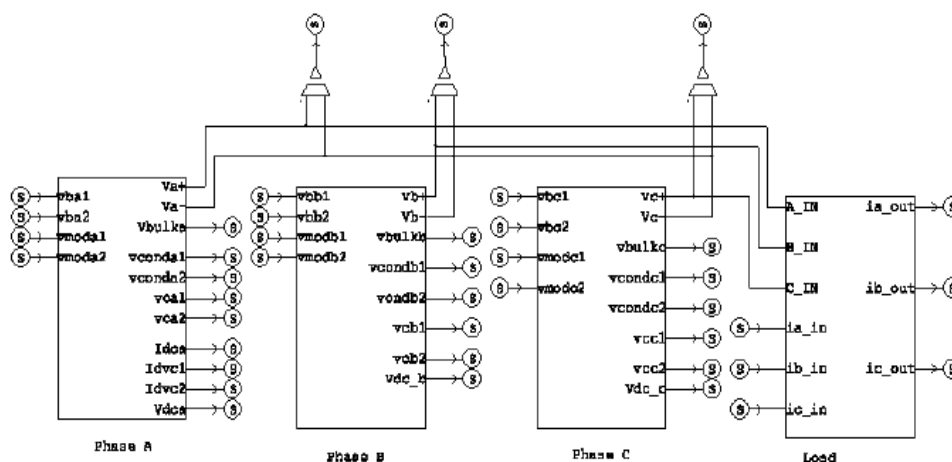 Va+
vba1
Va-
vba2
Vbulka
vmoda1
vmoda2
vconda1
vconda2
vca1
vca2
Idca
Idvc1
Idvc2
Vdca
Phase A
vbb1
Vb+
vbb2
Vb-
vmodb1
vbulkb
vmodb2
vcondb1
vondb2
vcb1
vcb2
Vdc_b
Phase B
vbc1
Vc+
vbc2
Vc-
vbulkc
vmodc1
vcondc1
vmodc2
vcondc2
vcc1
vcc2
Vdc_c
Phase C
A_IN
ia_out
B_IN
C_IN
ib_out
ia_in
ib_in
ic_out
ic_in
Load